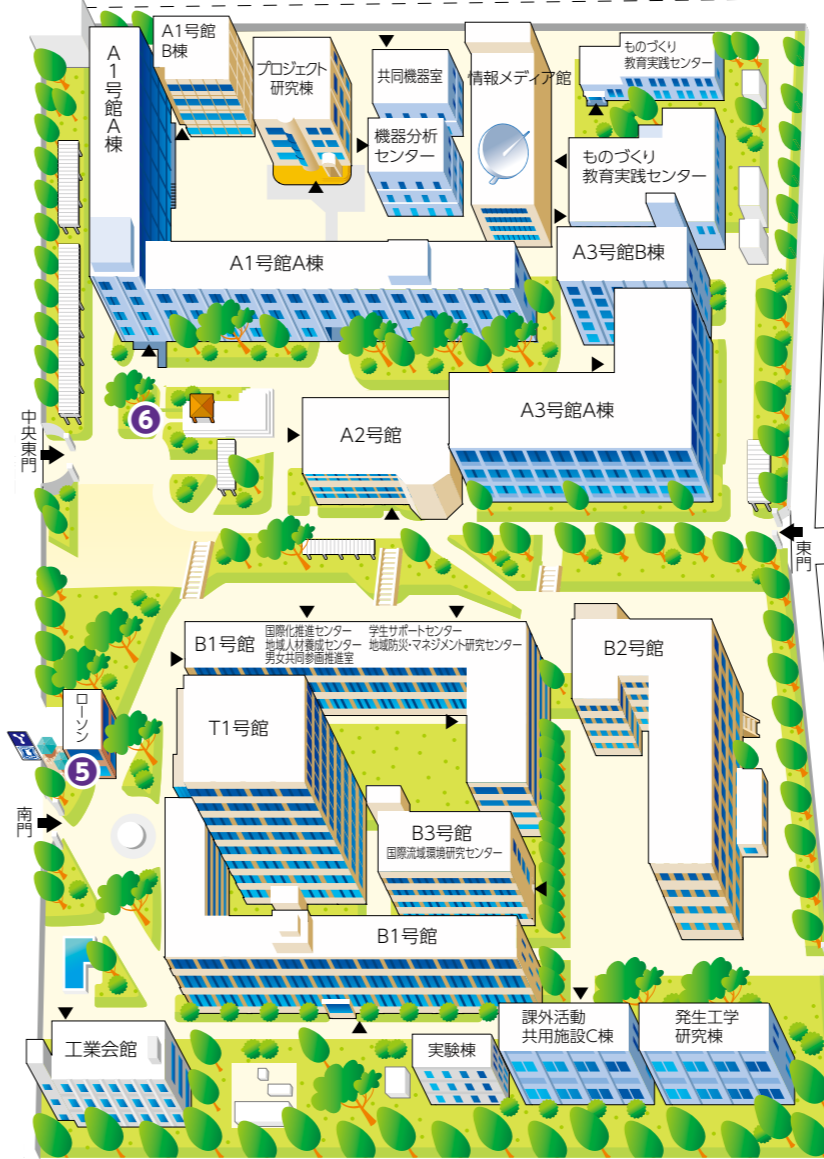 A1号館A棟
A1号館
B棟
プロジェクト
研究棟
共同機器室
機器分析
センター
情報メディア館
ものづくり
教育実践センター
ものづくり
教育実践センター
A1号館A棟
A3号館B棟
A3号館A棟
A2号館
6
中央東門
東門
B1号館
国際化推進センター
地域人材養成センター
男女共同参画推進室
学生サポートセンター
地域防災・マネジメント研究センター
B2号館
T1号館
ローソン
5
南門
B3号館
国際流域環境研究センター
B1号館
工業会館
実験棟
課外活動
共用施設C棟
発生工学
研究棟